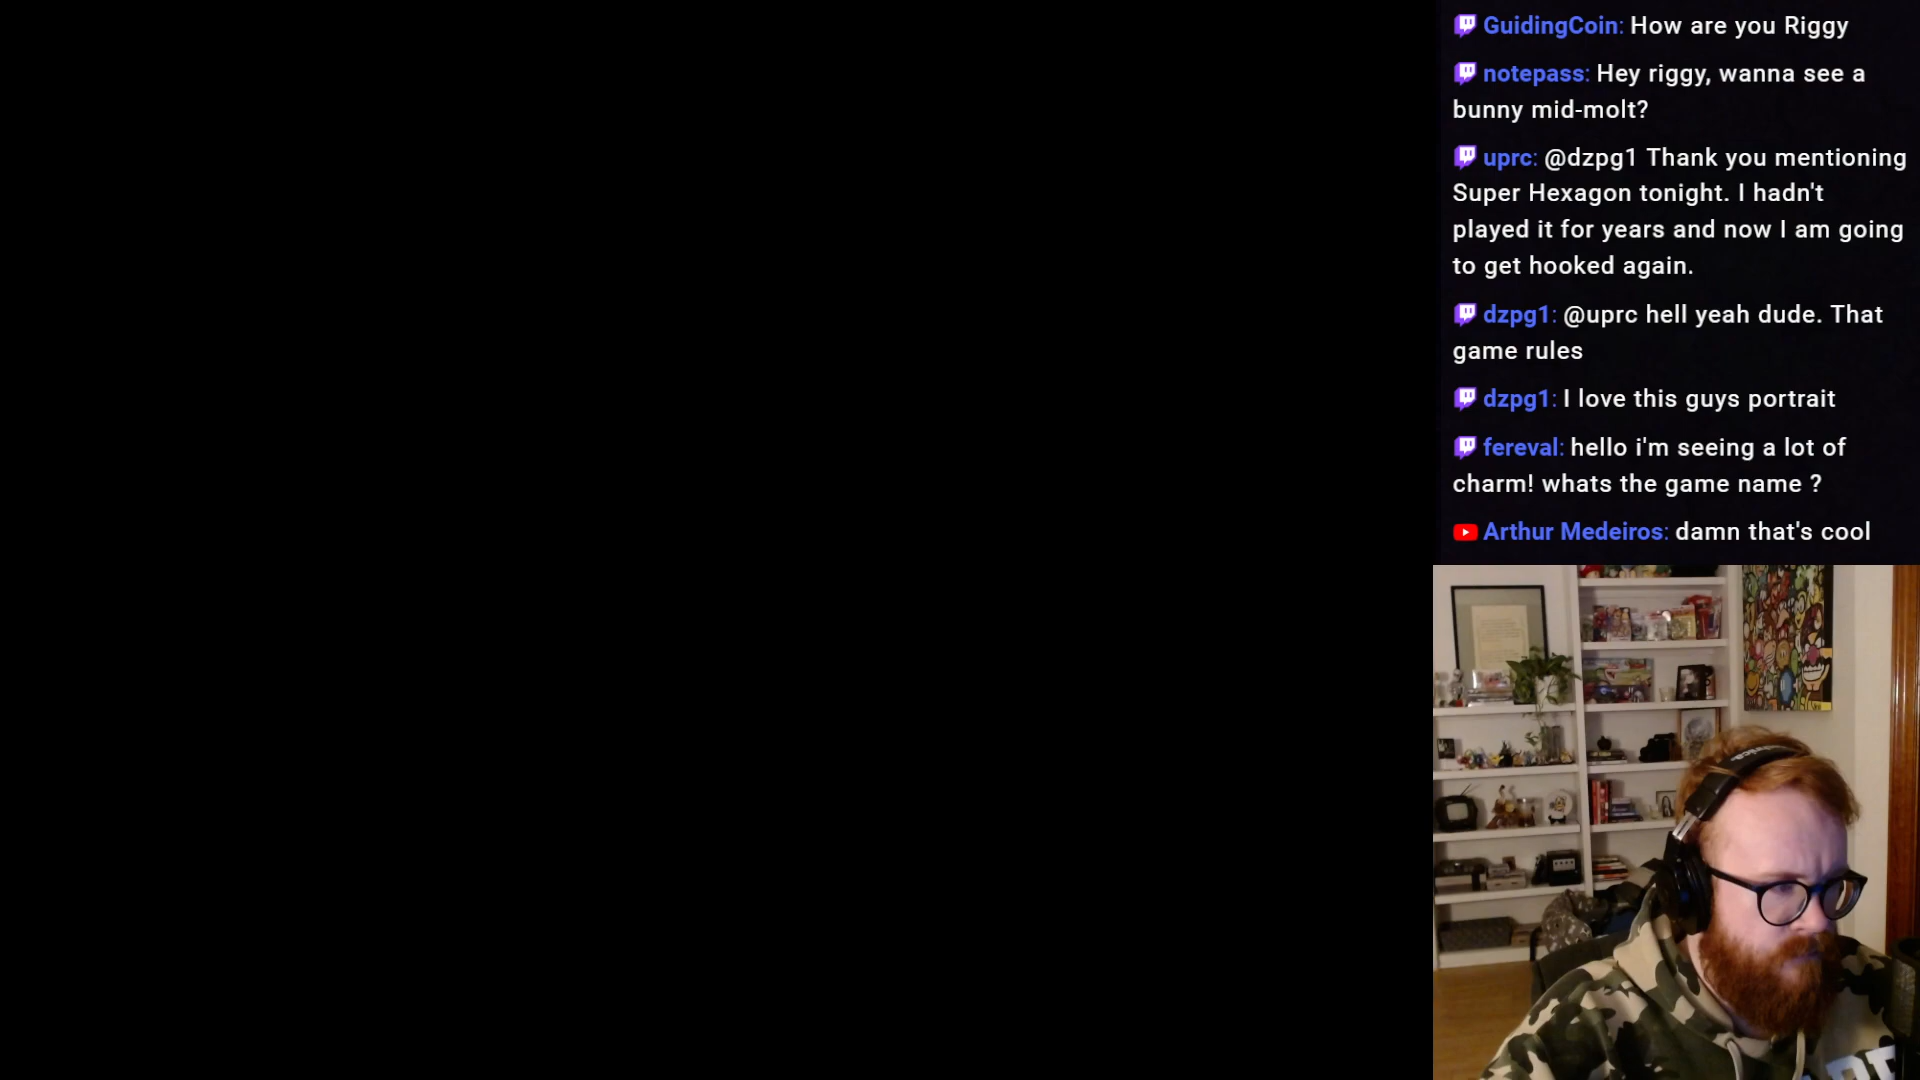 GuidingCoin: How are you Riggy
notepass: Hey riggy, wanna see a
bunny mid-molt?
uprc: @dzpg1 Thank you mentioning
Super Hexagon tonight. I hadn't
played it for years and now I am going
to get hooked again.
dzpg1: @uprc hell yeah dude. That
game rules
dzpg1: I love this guys portrait
fereval: hello i'm seeing a lot of
charm! whats the game name ?
Arthur Medeiros: damn that's cool